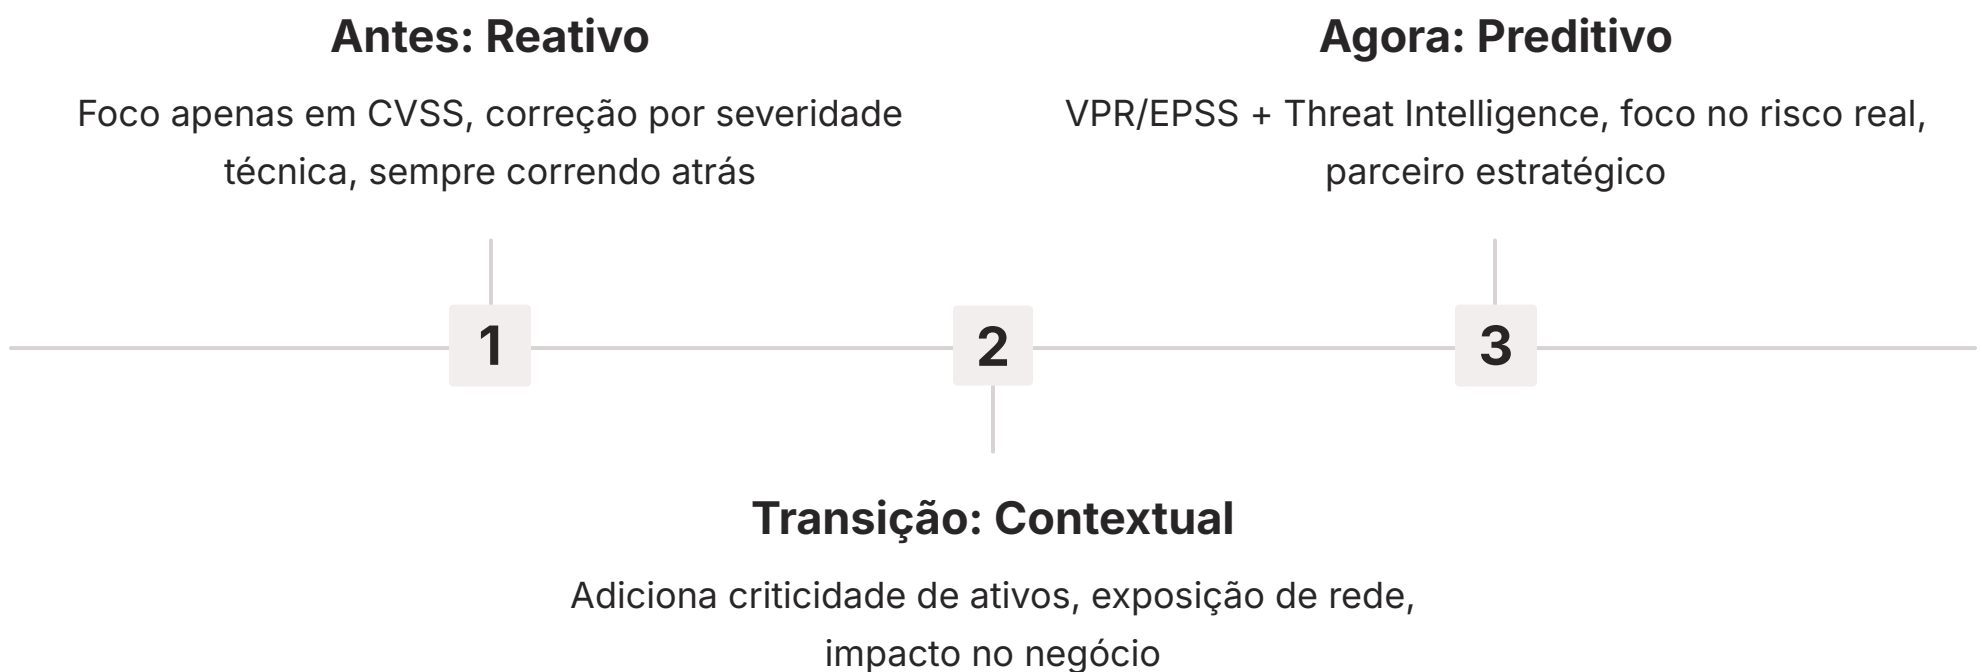 Antes: Reativo
Foco apenas em CVSS, correção por severidade
técnica, sempre correndo atrás
Agora: Preditivo
VPR/EPSS + Threat Intelligence, foco no risco real,
parceiro estratégico
1
2
3
Transição: Contextual
Adiciona criticidade de ativos, exposição de rede,
impacto no negócio